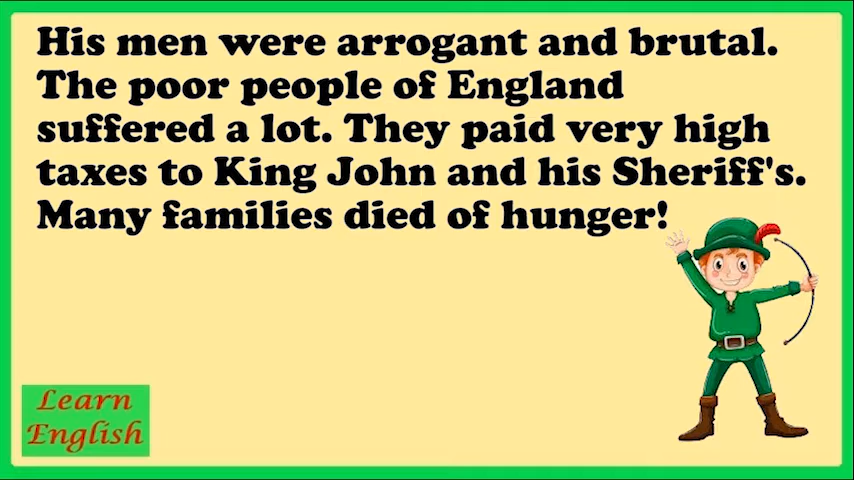 His men were arrogant and brutal.
The poor people of England
suffered a lot. They paid very high
taxes to King John and his Sheriff's.
Many families died of hunger!
Learn
English